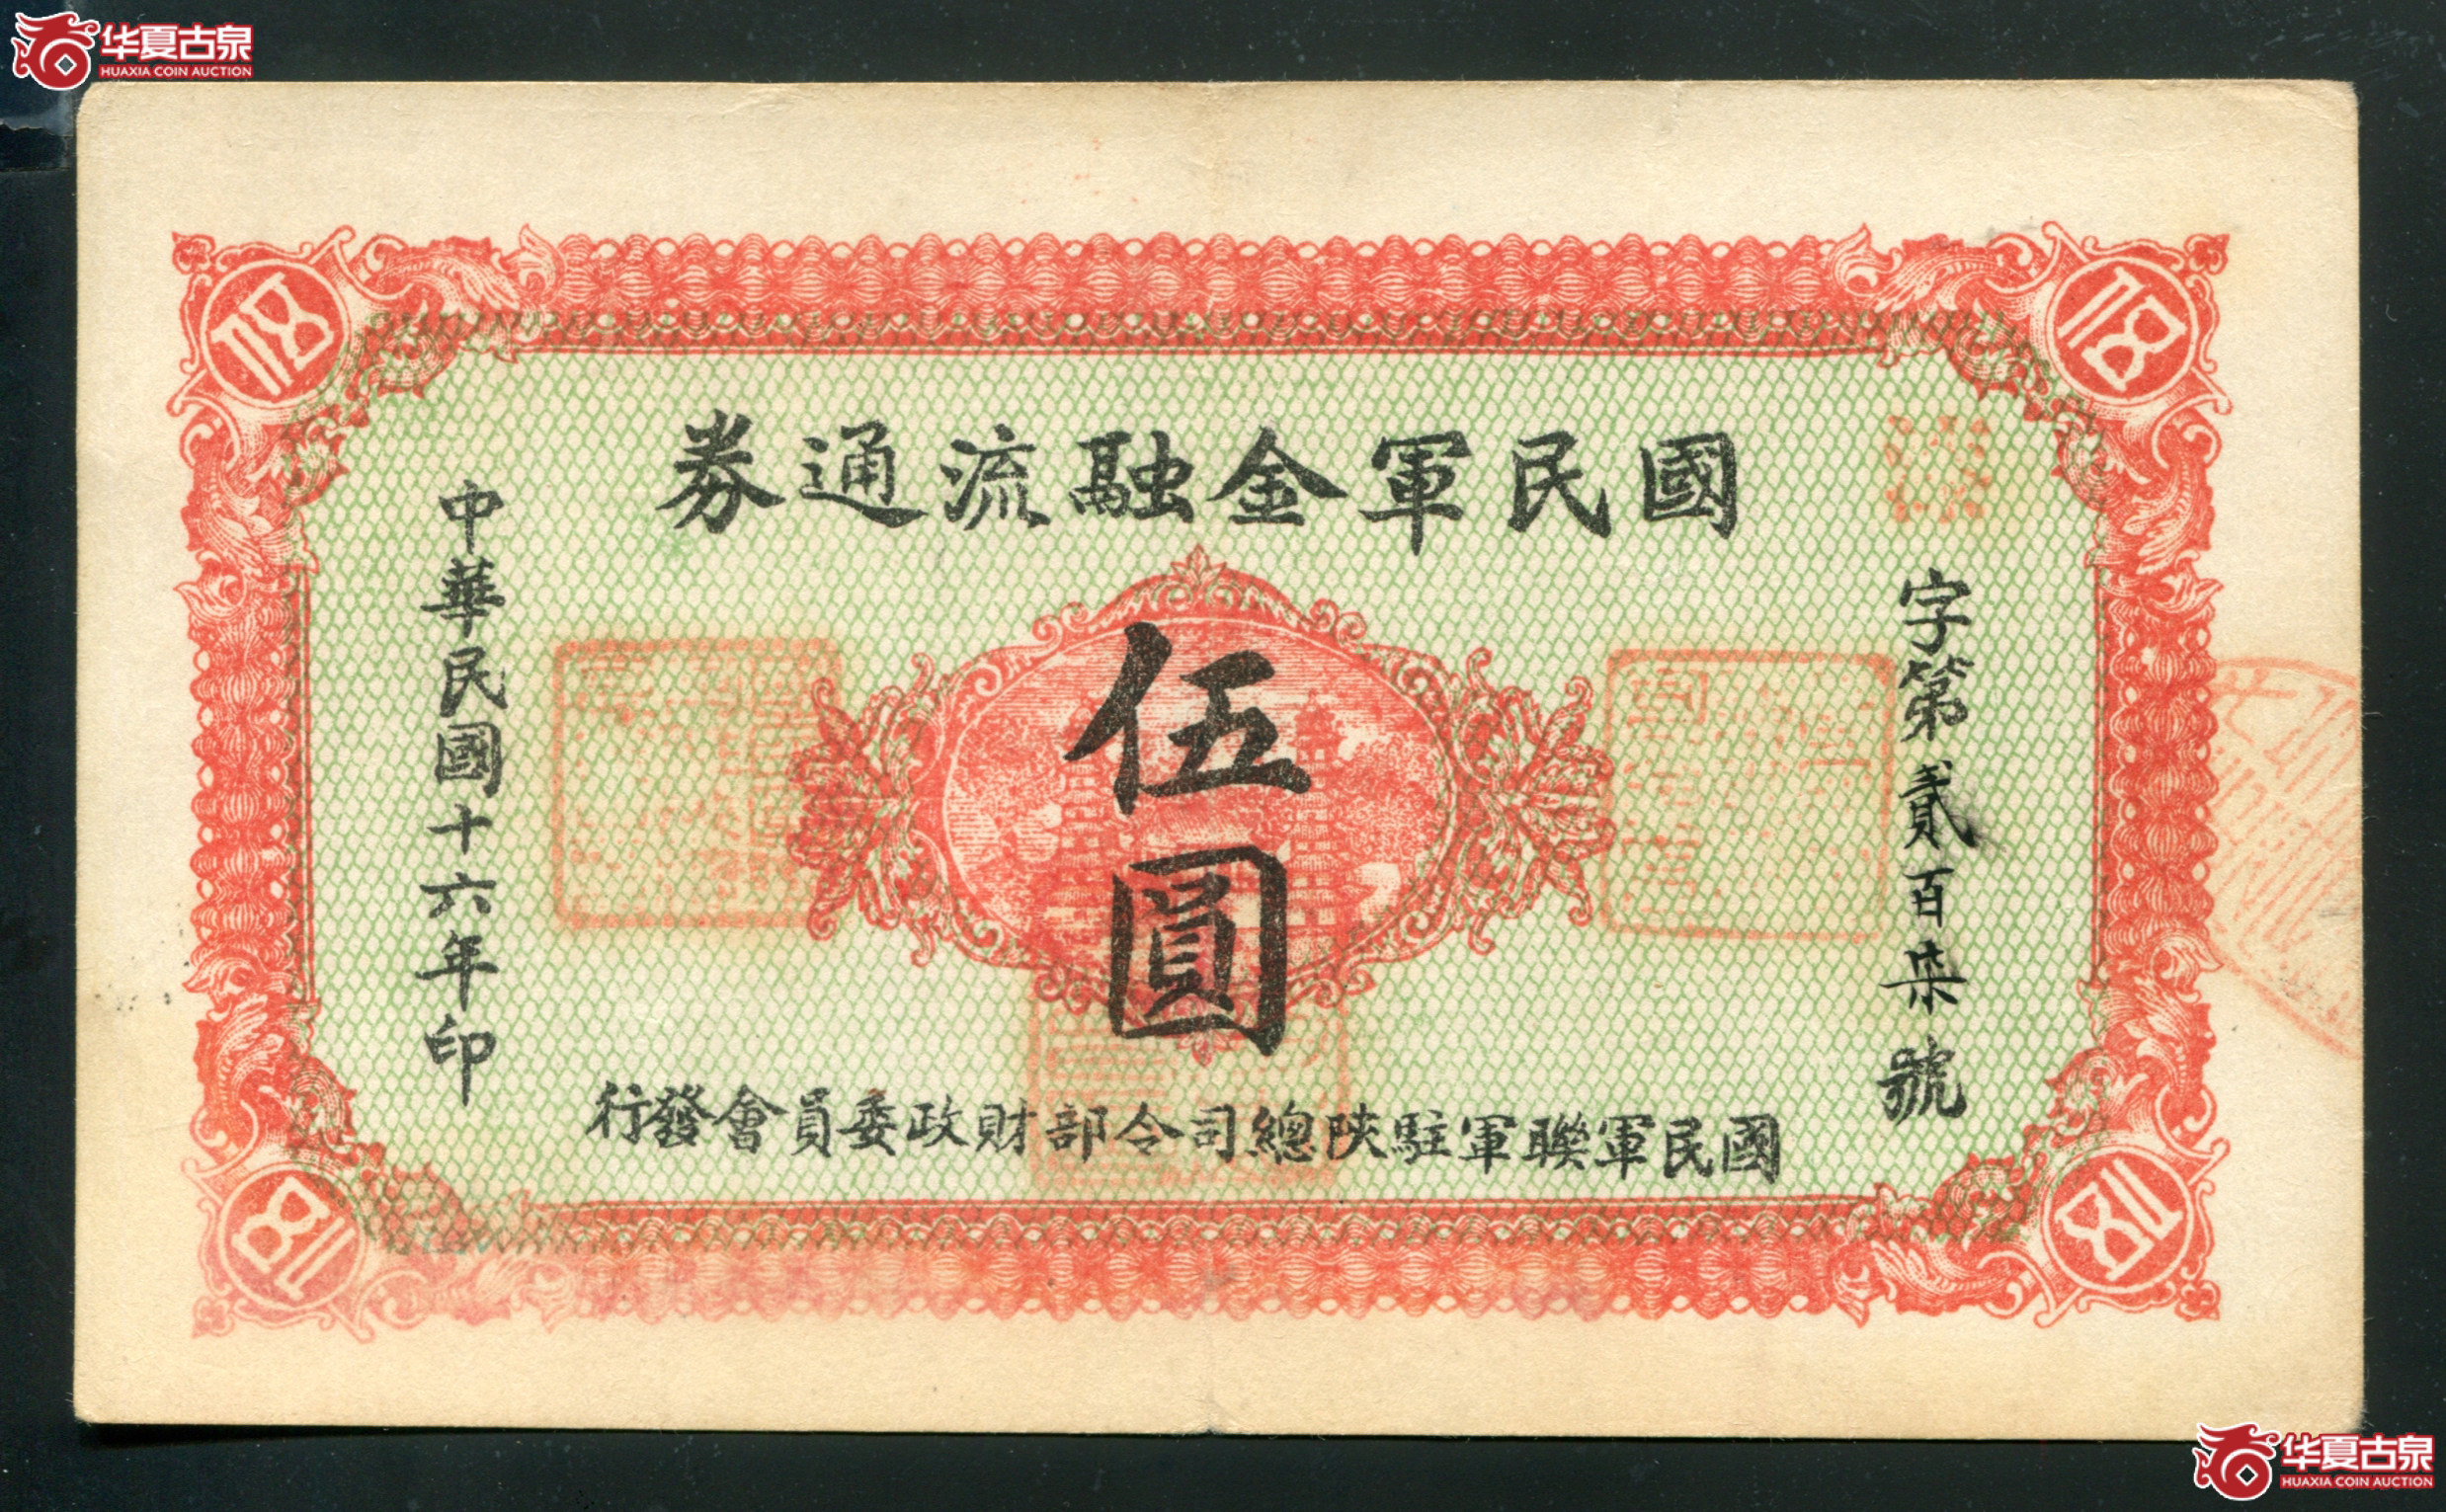 华夏古泉
HUAXIA COIN AUCTION
國民軍金融流通券
字第貳百柒號
伍圓
中華民國十六年印
國民軍聯軍駐陝總司令部財政委員會發行
华夏古泉
HUAXIA COIN AUCTION